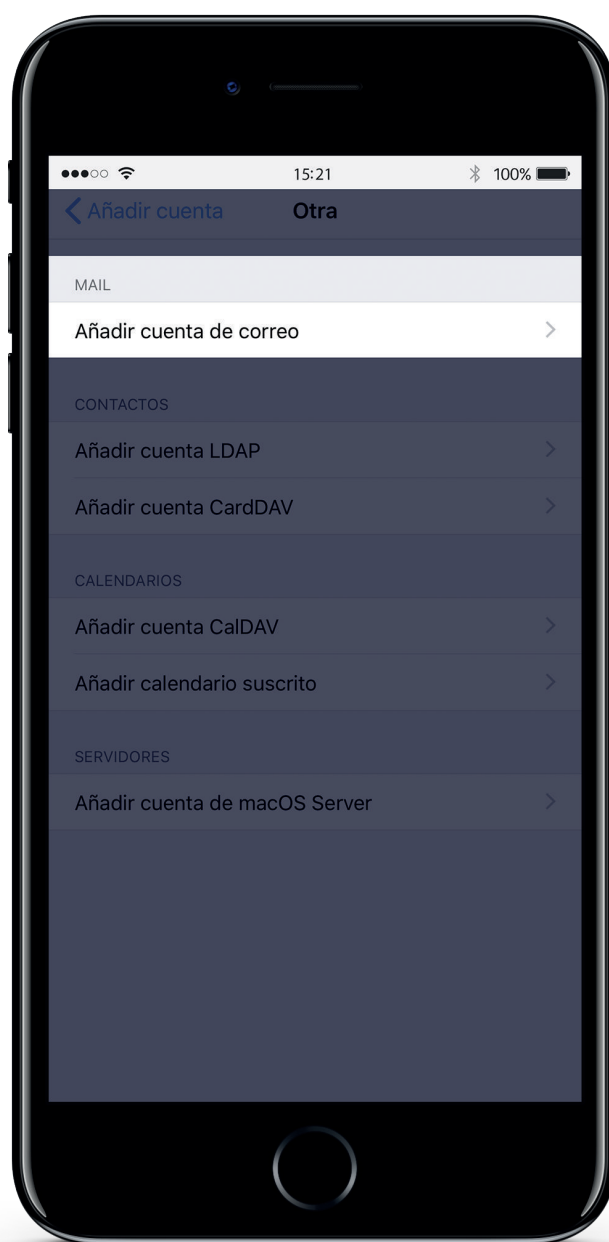 15:21
100%
Añadir cuenta
Otra
MAIL
Añadir cuenta de correo
CONTACTOS
Añadir cuenta LDAP
Añadir cuenta CardDAV
CALENDARIOS
Añadir cuenta CalDAV
Añadir calendario suscrito
SERVIDORES
Añadir cuenta de macOS Server